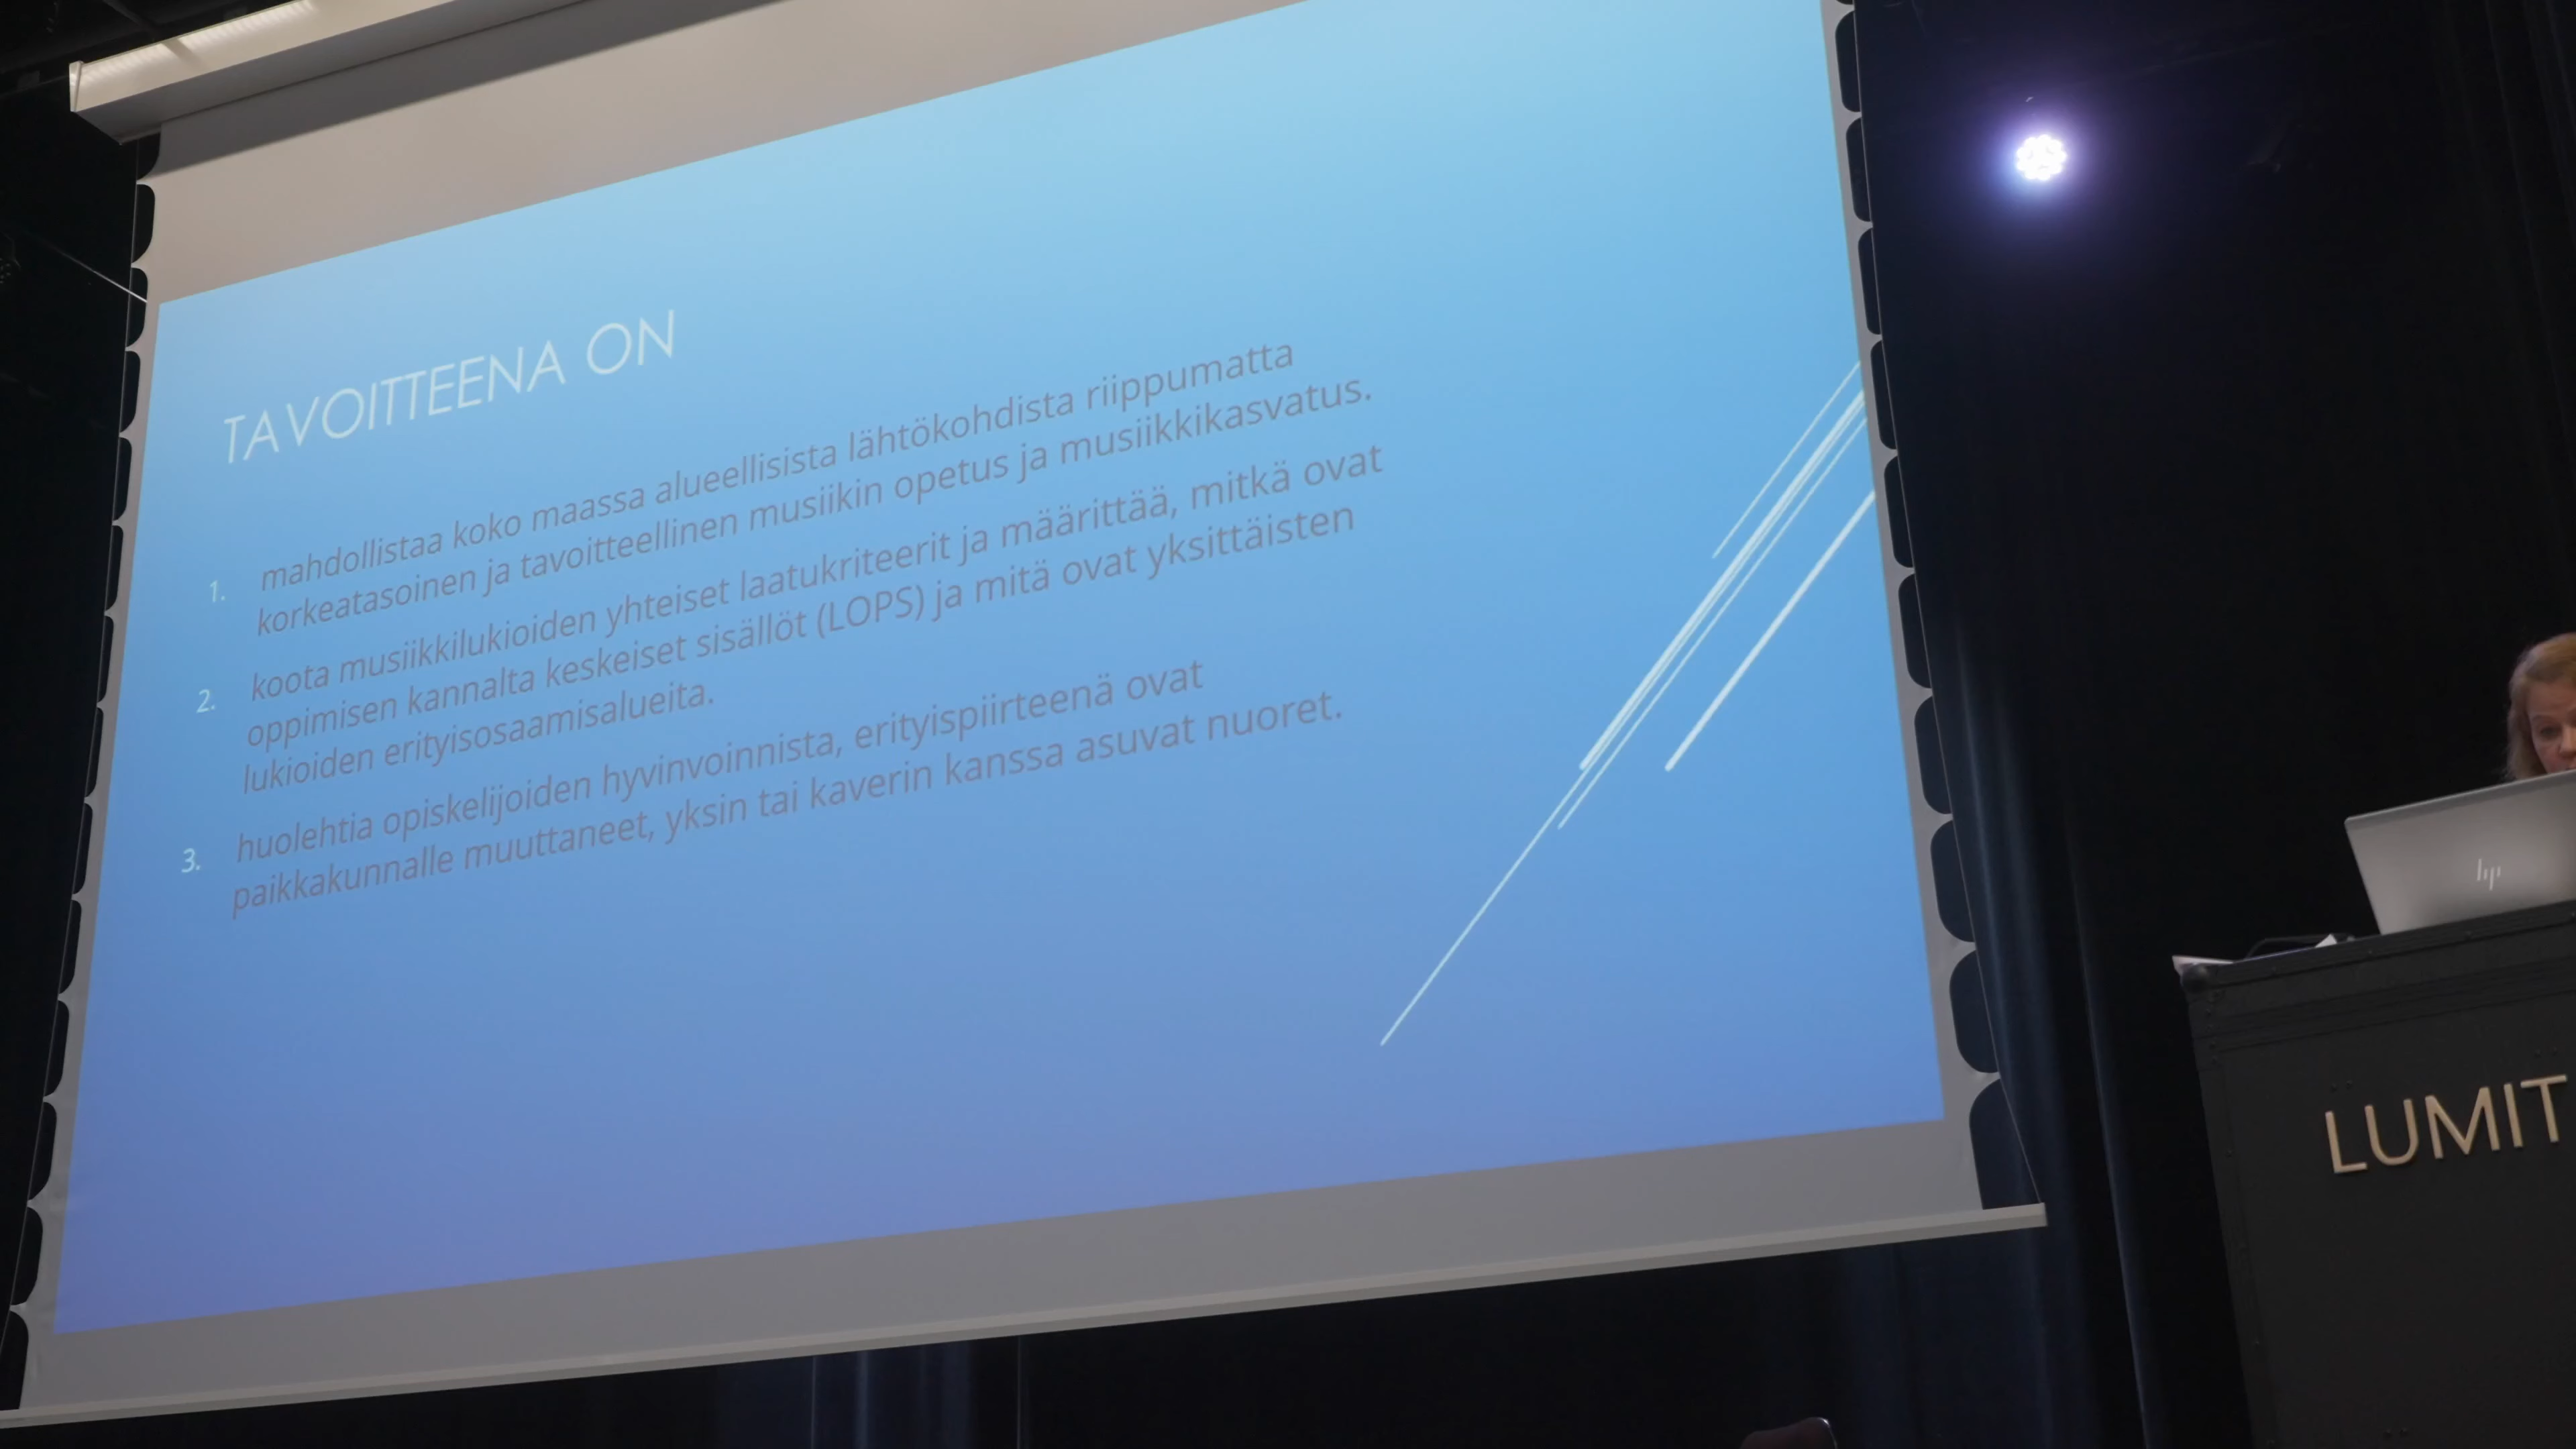 TAVOITTEENA ON
1. mahdollistaa koko maassa alueellisista lähtökohdista riippumatta
korkeatasoinen ja tavoitteellinen musiikin opetus ja musiikkikasvatus.
2. koota musiikkilukioiden yhteiset laatukriteerit ja määrittää, mitkä ovat
oppimisen kannalta keskeiset sisällöt (LOPS) ja mitä ovat yksittäisten
lukioiden erityisosaamisalueita.
3. huolehtia opiskelijoiden hyvinvoinnista, erityispiirteenä ovat
paikkakunnalle muuttaneet, yksin tai kaverin kanssa asuvat nuoret.
hp
LUMIT